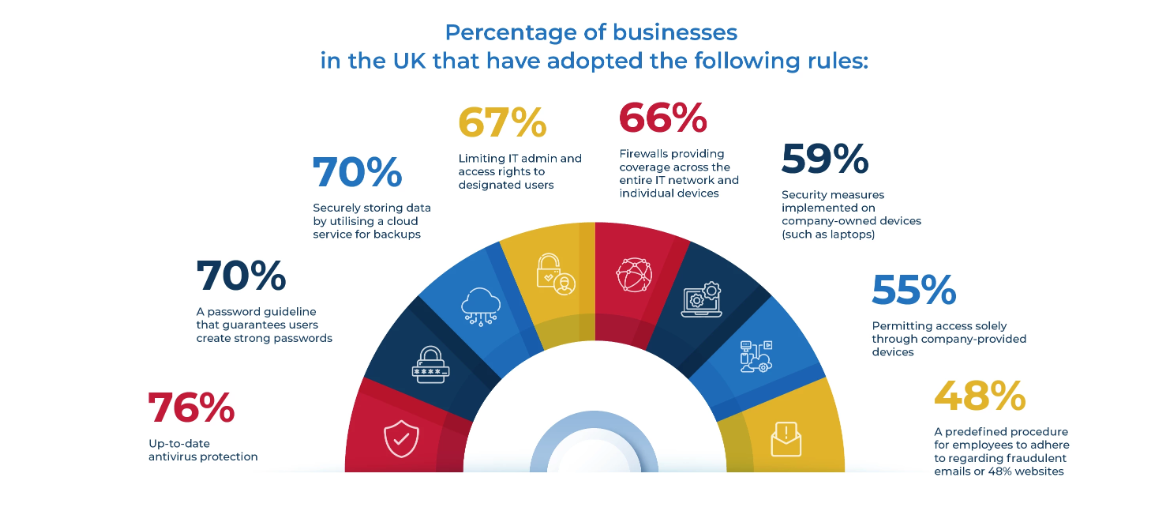 Percentage of businesses
in the UK that have adopted the following rules:
76%
Up-to-date
antivirus protection
70%
A password guideline
that guarantees users
create strong passwords
70%
Securely storing data
by utilising a cloud
service for backups
67%
Limiting IT admin and
access rights to
designated users
66%
Firewalls providing
coverage across the
entire IT network and
individual devices
59%
Security measures
implemented on
company-owned devices
(such as laptops)
55%
Permitting access solely
through company-provided
devices
48%
A predefined procedure
for employees to adhere
to regarding fraudulent
emails or 48% websites